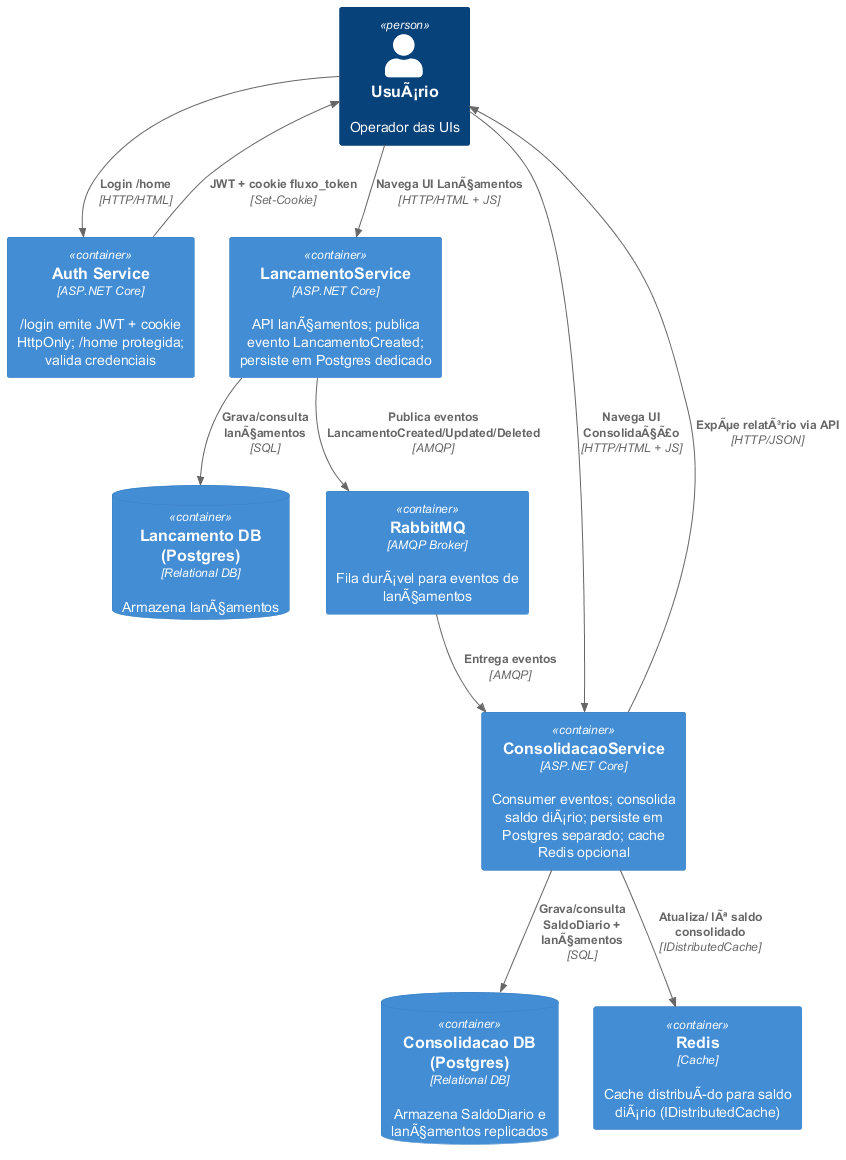 «person»
UsuÃ¡rio
Operador das UIs
Login /home
[HTTP/HTML]
JWT + cookie fluxo_token
[Set-Cookie]
Navega UI LanÃ§amentos
[HTTP/HTML + JS]
«container»
Auth Service
[ASP.NET Core]
/login emite JWT + cookie
HttpOnly; /home protegida;
valida credenciais
«container»
LancamentoService
[ASP.NET Core]
API lanÃ§amentos; publica
evento LancamentoCreated;
persiste em Postgres dedicado
Grava/consulta
lanÃ§amentos
[SQL]
Publica eventos
LancamentoCreated/Updated/Deleted
[AMQP]
Navega UI
ConsolidaÃ§Ã£o
[HTTP/HTML + JS]
ExpÃµe relatÃ³rio via API
[HTTP/JSON]
«container»
Lancamento DB
(Postgres)
[Relational DB]
Armazena lanÃ§amentos
«container»
RabbitMQ
[AMQP Broker]
Fila durÃ¡vel para eventos de
lanÃ§amentos
Entrega eventos
[AMQP]
«container»
ConsolidacaoService
[ASP.NET Core]
Consumer eventos; consolida
saldo diÃ¡rio; persiste em
Postgres separado; cache
Redis opcional
Grava/consulta
SaldoDiario +
lanÃ§amentos
[SQL]
Atualiza/ lÃª saldo
consolidado
[IDistributedCache]
«container»
Consolidacao DB
(Postgres)
[Relational DB]
Armazena SaldoDiario e
lanÃ§amentos replicados
«container»
Redis
[Cache]
Cache distribuÃ-do para saldo
diÃ¡rio (IDistributedCache)